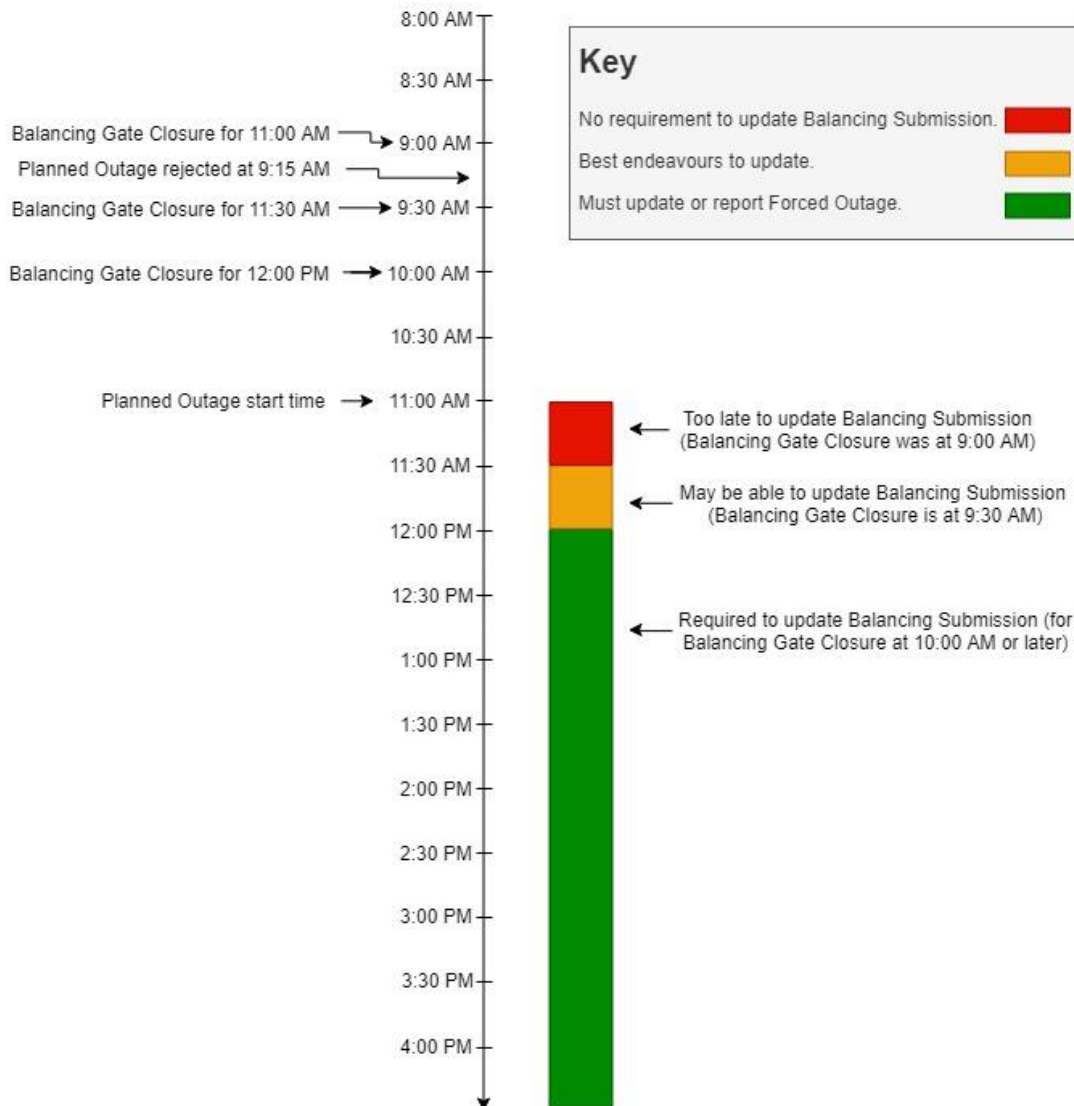 8:00 AM
Key
8:30 AM
No requirement to update Balancing Submission.
Balancing Gate Closure for 11:00 AM
9:00 AM
Best endeavours to update.
Planned Outage rejected at 9:15 AM
Must update or report Forced Outage.
Balancing Gate Closure for 11:30 AM
9:30 AM
Balancing Gate Closure for 12:00 PM
10:00 AM
10:30 AM
Planned Outage start time
11:00 AM
Too late to update Balancing Submission
(Balancing Gate Closure was at 9:00 AM)
11:30 AM
May be able to update Balancing Submission
(Balancing Gate Closure is at 9:30 AM)
12:00 PM
12:30 PM
Required to update Balancing Submission (for
Balancing Gate Closure at 10:00 AM or later)
1:00 PM
1:30 PM
2:00 PM
2:30 PM
3:00 PM
3:30 PM
4:00 PM